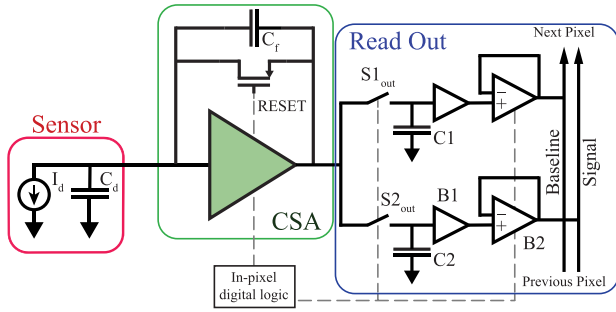 Next Pixel
Read Out
C_f
S1_out
RESET
− +
C1
Sensor
I_d
C_d
CSA
S2_out
B1
− +
C2
B2
Baseline
Signal
In-pixel
digital logic
Previous Pixel